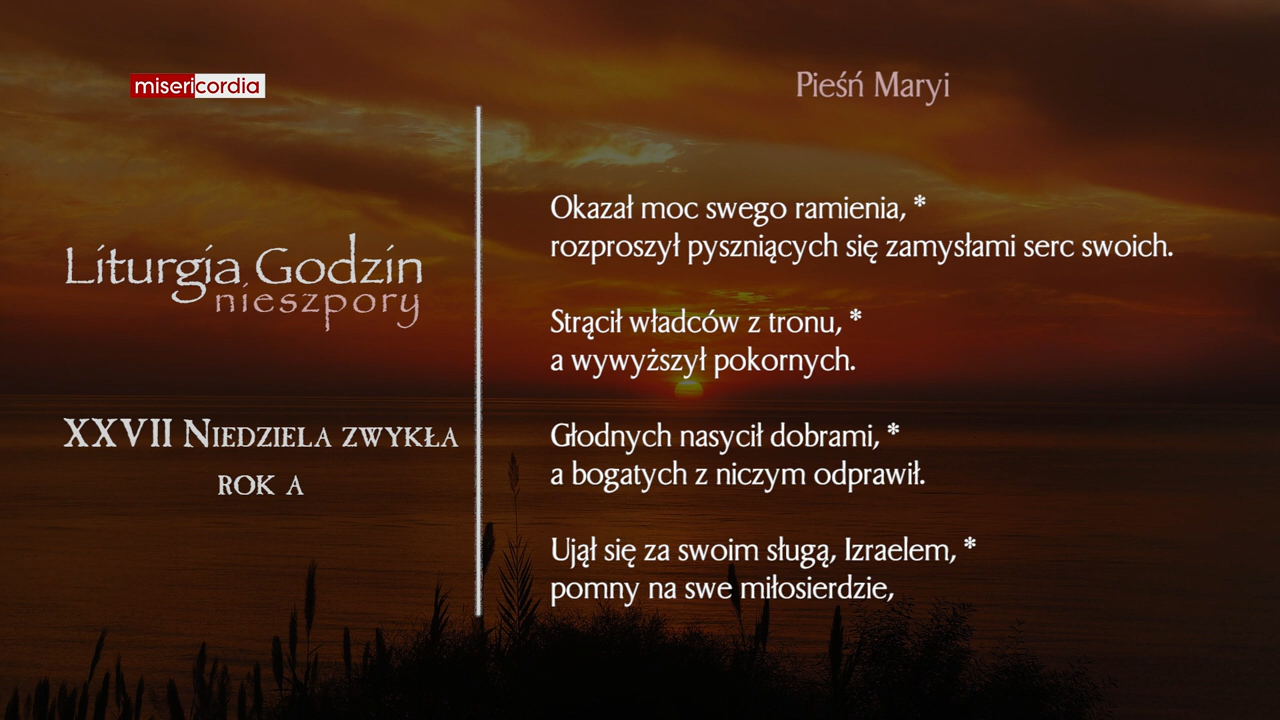 misericordia
Liturgia Godzin
nieszpory
XXVII Niedziela zwykła
rok a
Pieśń Maryi
Okazał moc swego ramienia, *
rozproszył pyszniących się zamysłami serc swoich.
Strącił władców z tronu, *
a wywyższył pokornych.
Głodnych nasycił dobrami, *
a bogatych z niczym odprawił.
Ujął się za swoim sługą, Izraelem, *
pomny na swe miłosierdzie,